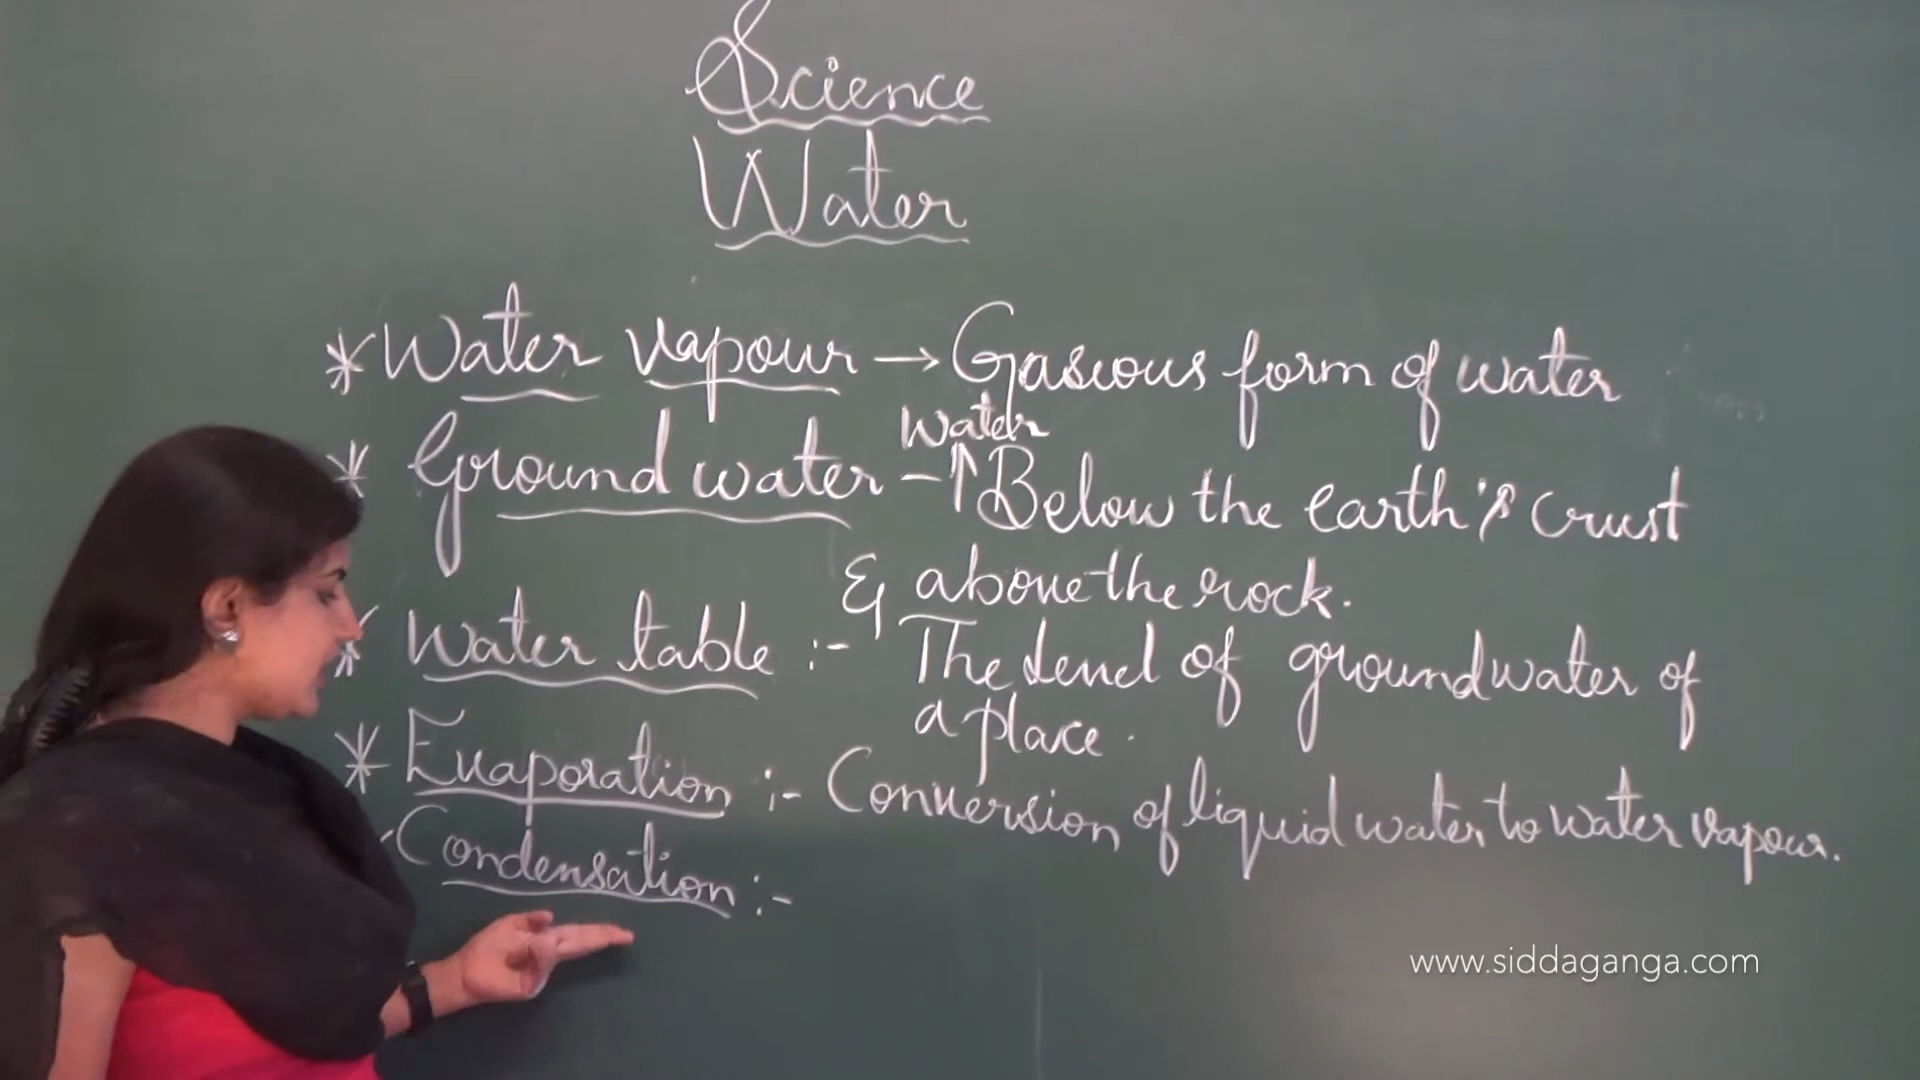 Science
Water
* Water vapour → Gaseous form of water
Water
* Ground water - ↑ Below the earth's crust
& above the rock.
* Water table :- The level of groundwater of
a place.
* Evaporation :- Conversion of liquid water to water vapour.
Condensation :-
www.siddaganga.com